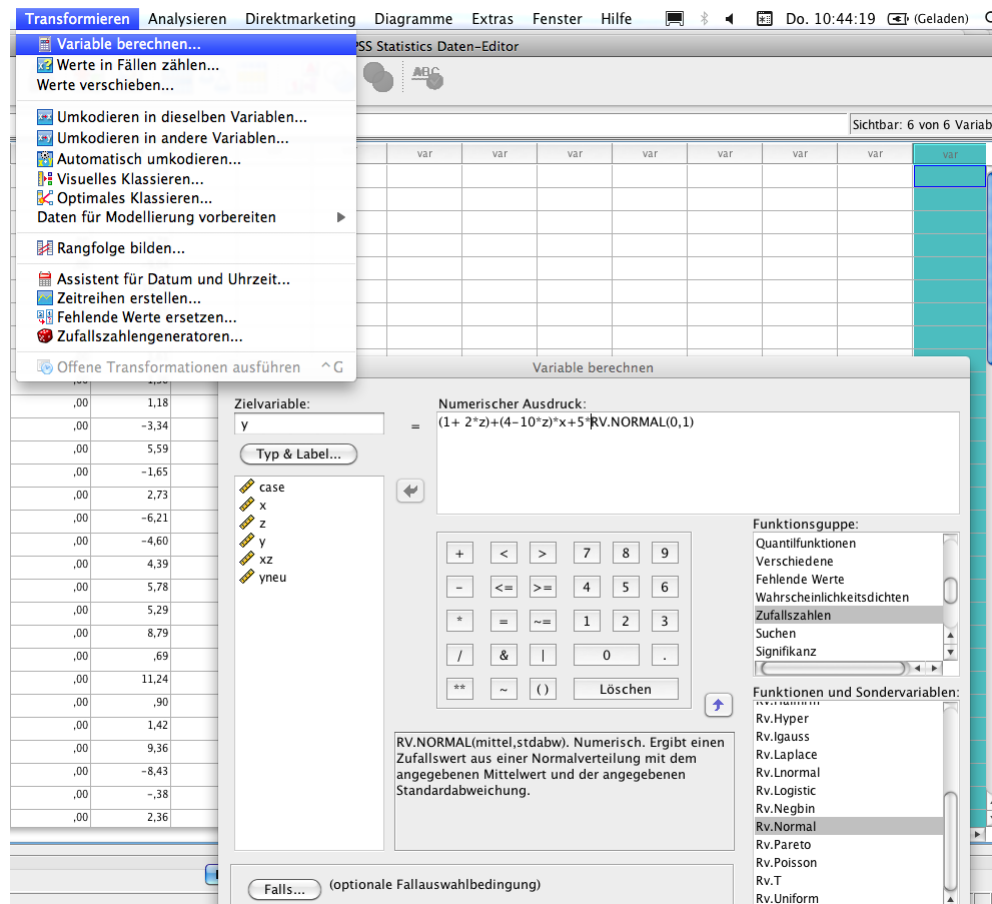 Transformieren Analysieren Direktmarketing Diagramme Extras Fenster Hilfe Do. 10:44:19 (Geladen)
Variable berechnen...
PSS Statistics Daten-Editor
Werte in Fällen zählen...
Werte verschieben...
Umkodieren in dieselben Variablen...
Umkodieren in andere Variablen...
Automatisch umkodieren...
Visuelles Klassieren...
Optimales Klassieren...
Daten für Modellierung vorbereiten
Rangfolge bilden...
Assistent für Datum und Uhrzeit...
Zeitreihen erstellen...
Fehlende Werte ersetzen...
Zufallszahlengeneratoren...
Offene Transformationen ausführen ^G
ABC
Sichtbar: 6 von 6 Variab
var var var var var var var var
,00 1,18
,00 -3,34
,00 5,59
,00 -1,65
,00 2,73
,00 -6,21
,00 -4,60
,00 4,39
,00 5,78
,00 5,29
,00 8,79
,00 ,69
,00 11,24
,00 ,90
,00 1,42
,00 9,36
,00 -8,43
,00 -,38
,00 2,36
Variable berechnen
Zielvariable:
y
=
Numerischer Ausdruck:
(1+ 2*z)+(4-10*z)*x+5*RV.NORMAL(0,1)
Typ & Label...
case
x
z
y
xz
yneu
+ < > 7 8 9
- <= >= 4 5 6
* = ~= 1 2 3
/ & | 0 .
** ~ () Löschen
Funktionsgruppe:
Quantilfunktionen
Verschiedene
Fehlende Werte
Wahrscheinlichkeitsdichten
Zufallszahlen
Suchen
Signifikanz
Funktionen und Sondervariablen:
Rv.Hyper
Rv.Igauss
Rv.Laplace
Rv.Lnormal
Rv.Logistic
Rv.Negbin
Rv.Normal
Rv.Pareto
Rv.Poisson
Rv.T
Rv.Uniform
RV.NORMAL(mittel,stdabw). Numerisch. Ergibt einen
Zufallswert aus einer Normalverteilung mit dem
angegebenen Mittelwert und der angegebenen
Standardabweichung.
Falls... (optionale Fallauswahlbedingung)